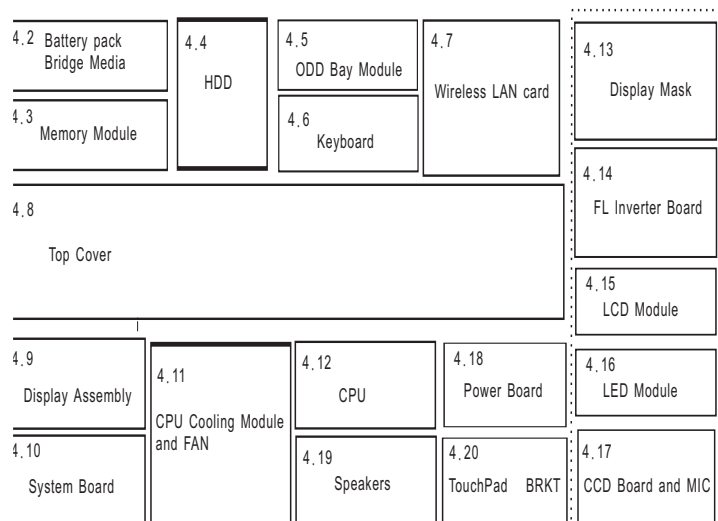 4.2 Battery pack
Bridge Media
4.3
Memory Module
4.4
HDD
4.5
ODD Bay Module
4.6
Keyboard
4.7
Wireless LAN card
4.8
Top Cover
4.9
Display Assembly
4.10
System Board
4.11
CPU Cooling Module
and FAN
4.12
CPU
4.19
Speakers
4.18
Power Board
4.20
TouchPad BRKT
4.13
Display Mask
4.14
FL Inverter Board
4.15
LCD Module
4.16
LED Module
4.17
CCD Board and MIC